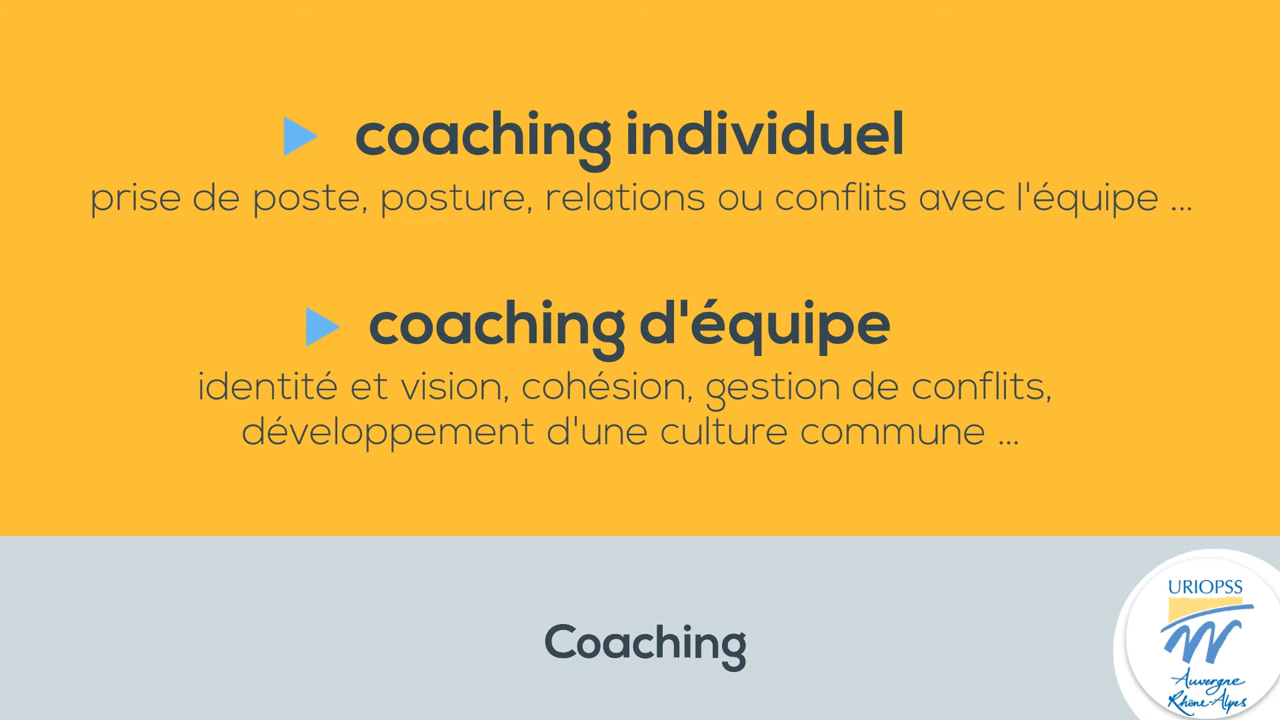 coaching individuel
prise de poste, posture, relations ou conflits avec l'équipe ...
coaching d'équipe
identité et vision, cohésion, gestion de conflits,
développement d'une culture commune ...
Coaching
URIOPSS
Auvergne
Rhône-Alpes